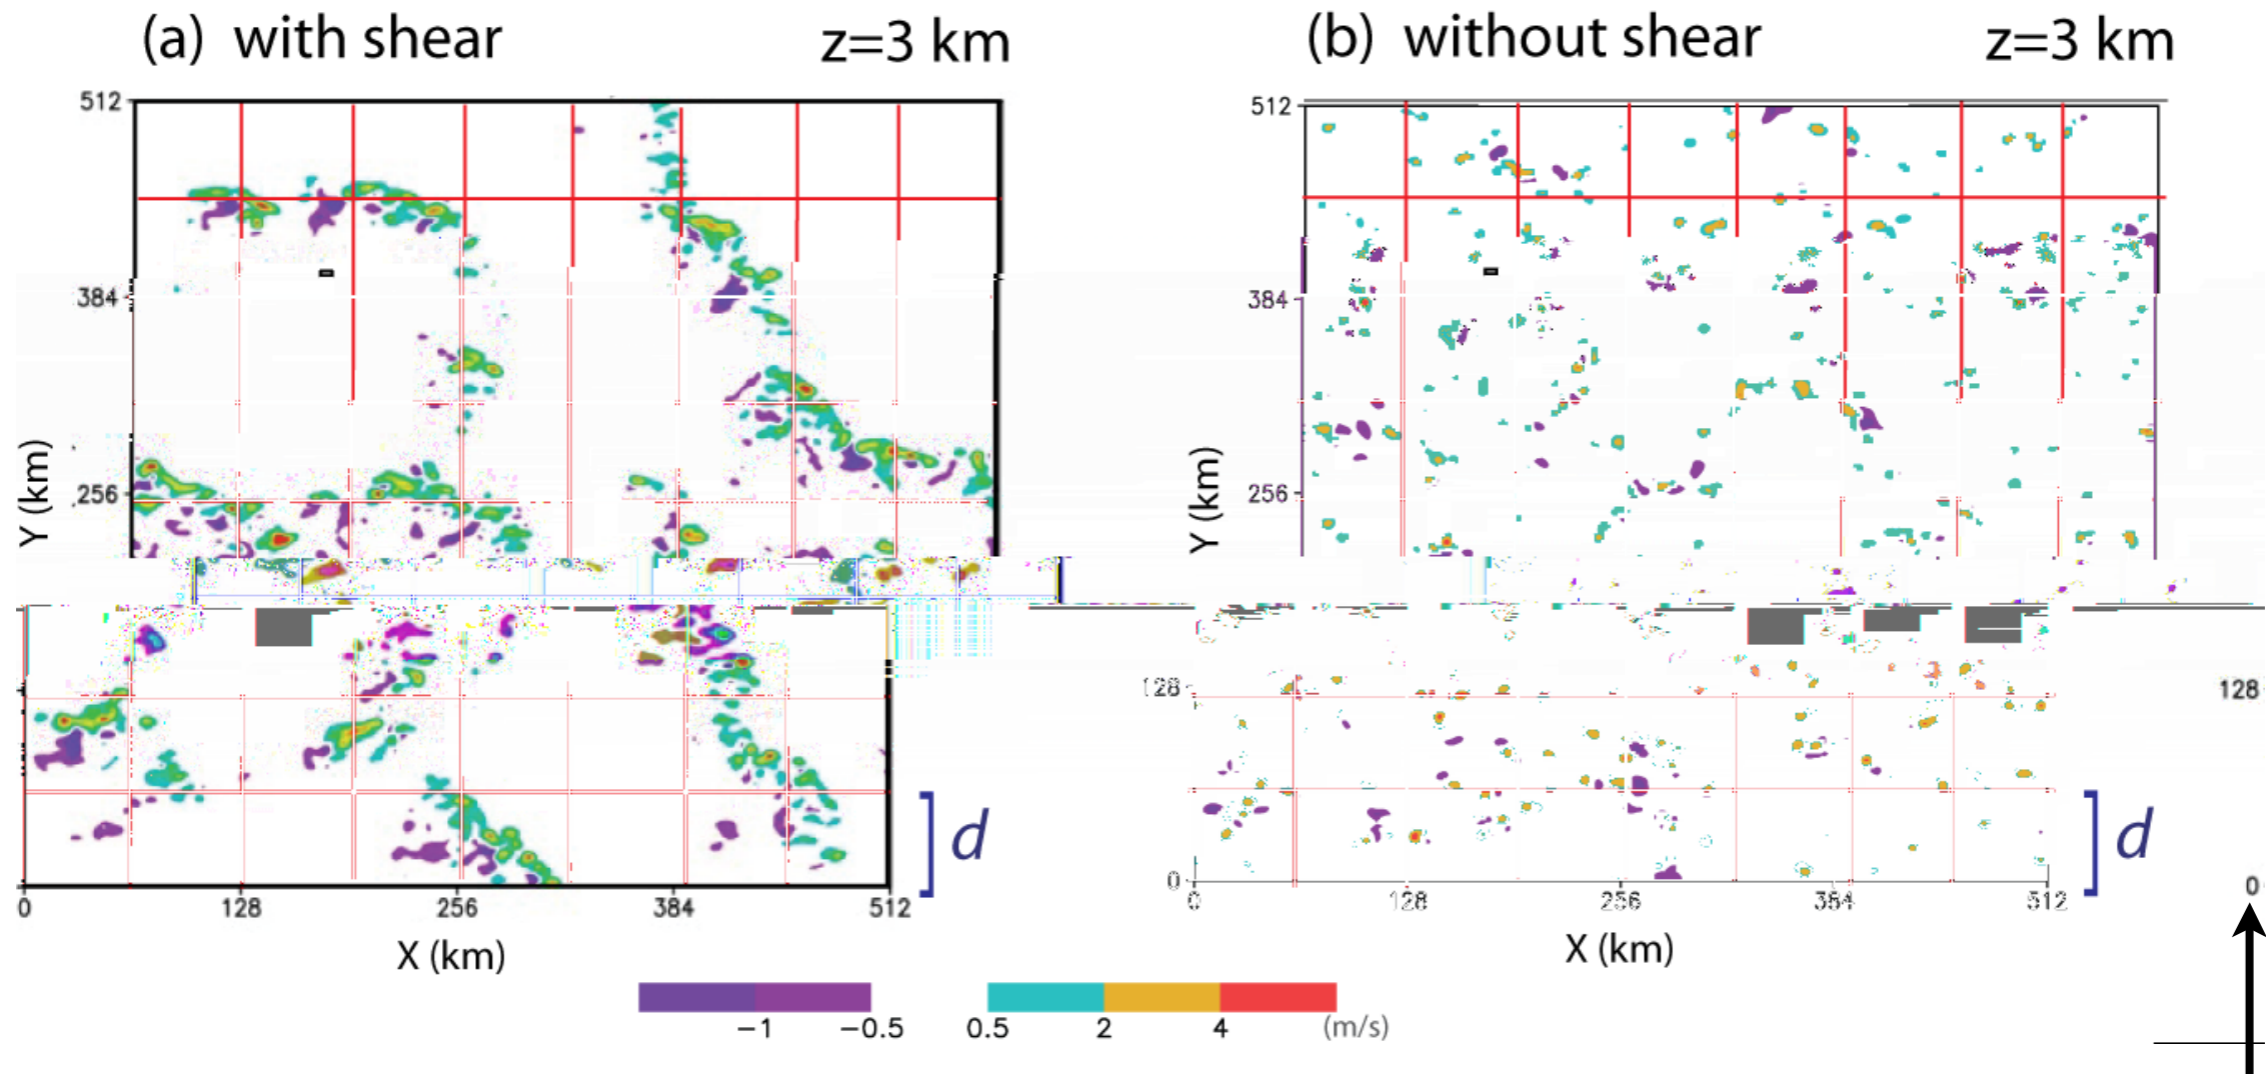 (a) with shear z=3 km
(b) without shear z=3 km
512
384
256
Y (km)
0 128 256 384 512
X (km)
d
512
384
256
128
0
Y (km)
0 128 256 384 512
X (km)
d
128
0
−1 −0.5 0.5 2 4 (m/s)